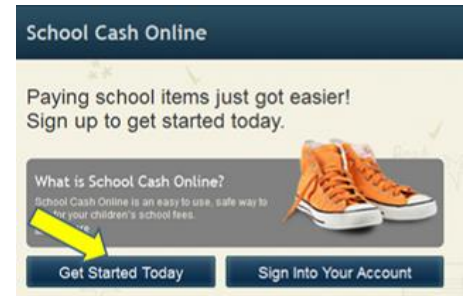 School Cash Online
Paying school items just got easier!
Sign up to get started today.
What is School Cash Online?
School Cash Online is an easy to use, safe way to
for your children's school fees.
Get Started Today
Sign Into Your Account